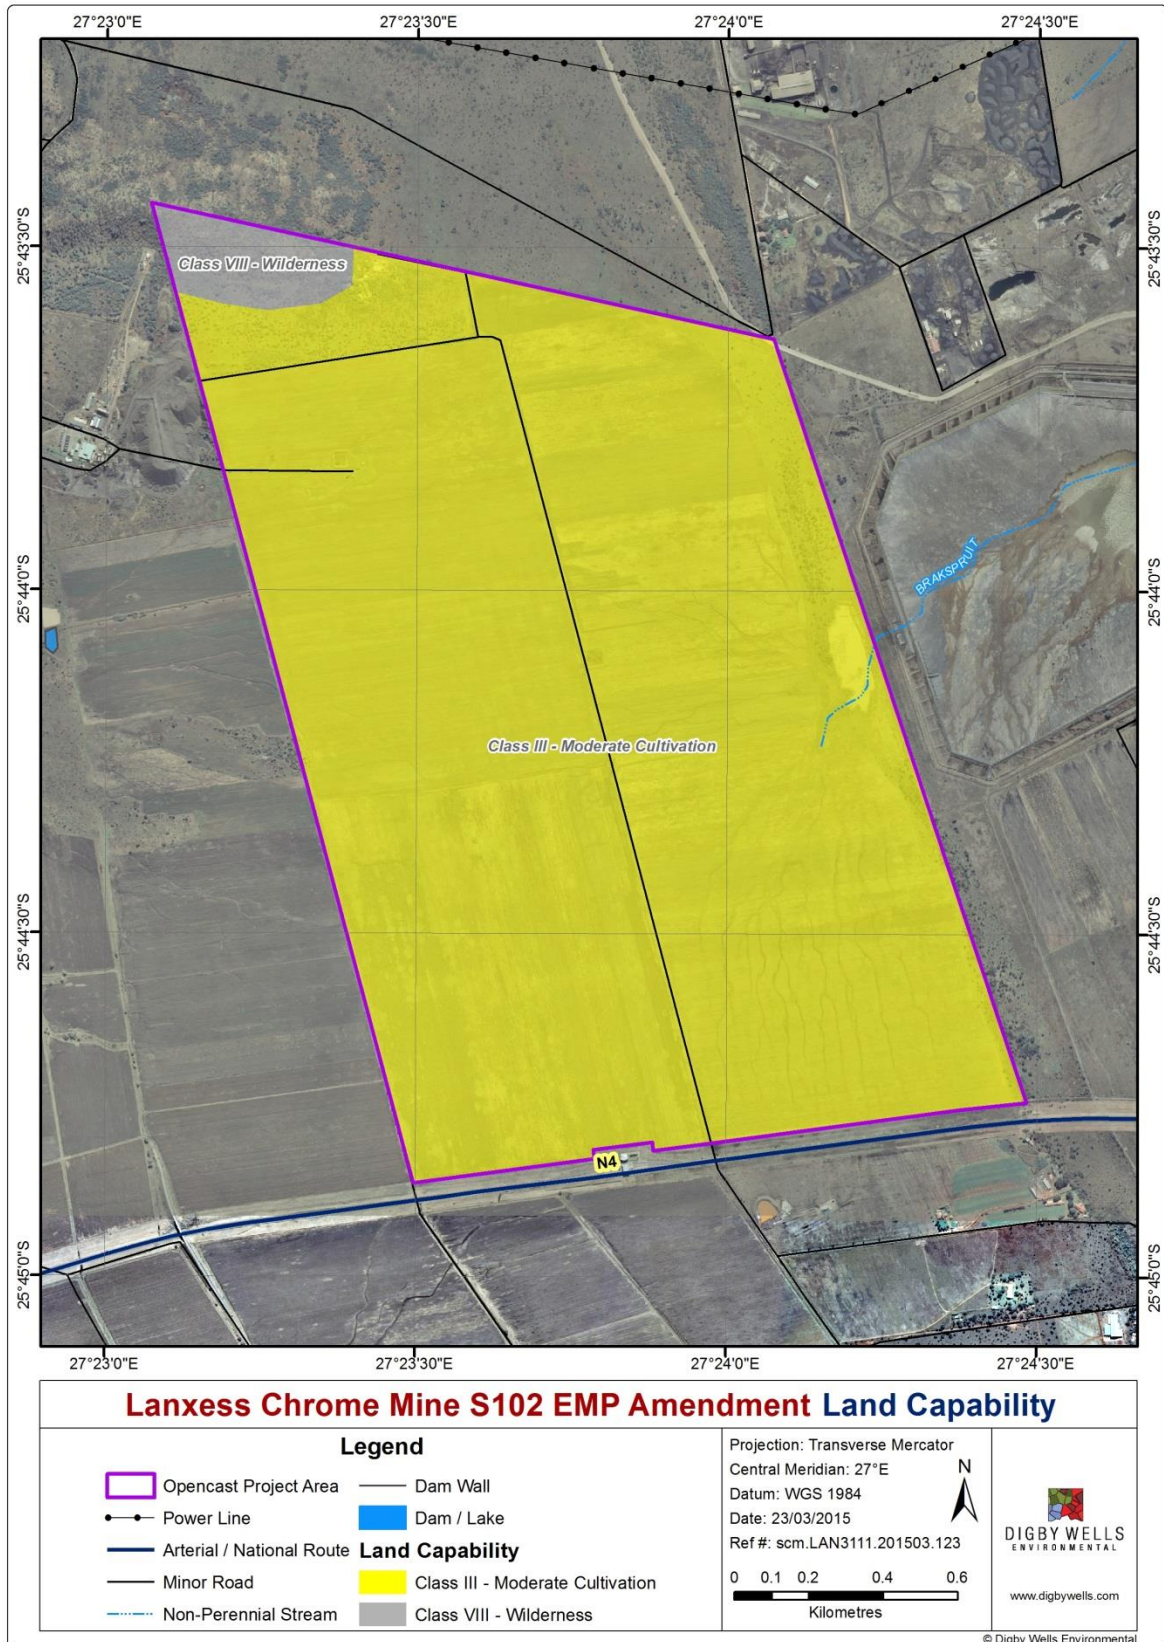 27°23'0"E 27°23'30"E 27°24'0"E 27°24'30"E
25°43'30"S 25°43'30"S
Class VIII - Wilderness
25°44'0"S 25°44'0"S
BRAKSPRUIT
Class III - Moderate Cultivation
25°44'30"S 25°44'30"S
N4
25°45'0"S 25°45'0"S
27°23'0"E 27°23'30"E 27°24'0"E 27°24'30"E
Lanxess Chrome Mine S102 EMP Amendment Land Capability
Legend
Opencast Project Area
Power Line
Arterial / National Route
Minor Road
Non-Perennial Stream
Dam Wall
Dam / Lake
Land Capability
Class III - Moderate Cultivation
Class VIII - Wilderness
Projection: Transverse Mercator
Central Meridian: 27°E
Datum: WGS 1984
Date: 23/03/2015
Ref #: scm.LAN3111.201503.123
N
0 0.1 0.2 0.4 0.6
Kilometres
DIGBY WELLS
ENVIRONMENTAL
www.digbywells.com
© Digby Wells Environmental